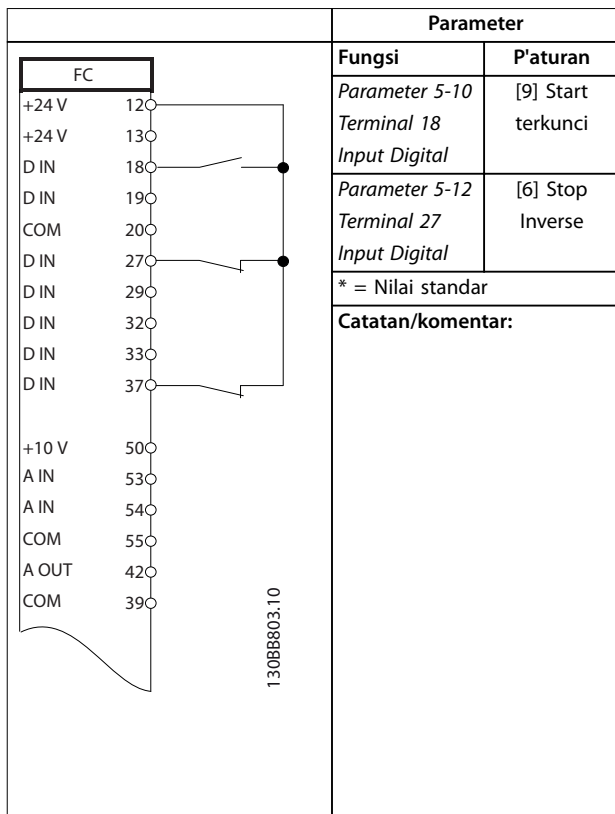 FC
+24 V 12
+24 V 13
D IN 18
D IN 19
COM 20
D IN 27
D IN 29
D IN 32
D IN 33
D IN 37
+10 V 50
A IN 53
A IN 54
COM 55
A OUT 42
COM 39
130BB803.10
Parameter
Fungsi P'aturan
Parameter 5-10 [9] Start
Terminal 18 terkunci
Input Digital
Parameter 5-12 [6] Stop
Terminal 27 Inverse
Input Digital
* = Nilai standar
Catatan/komentar: